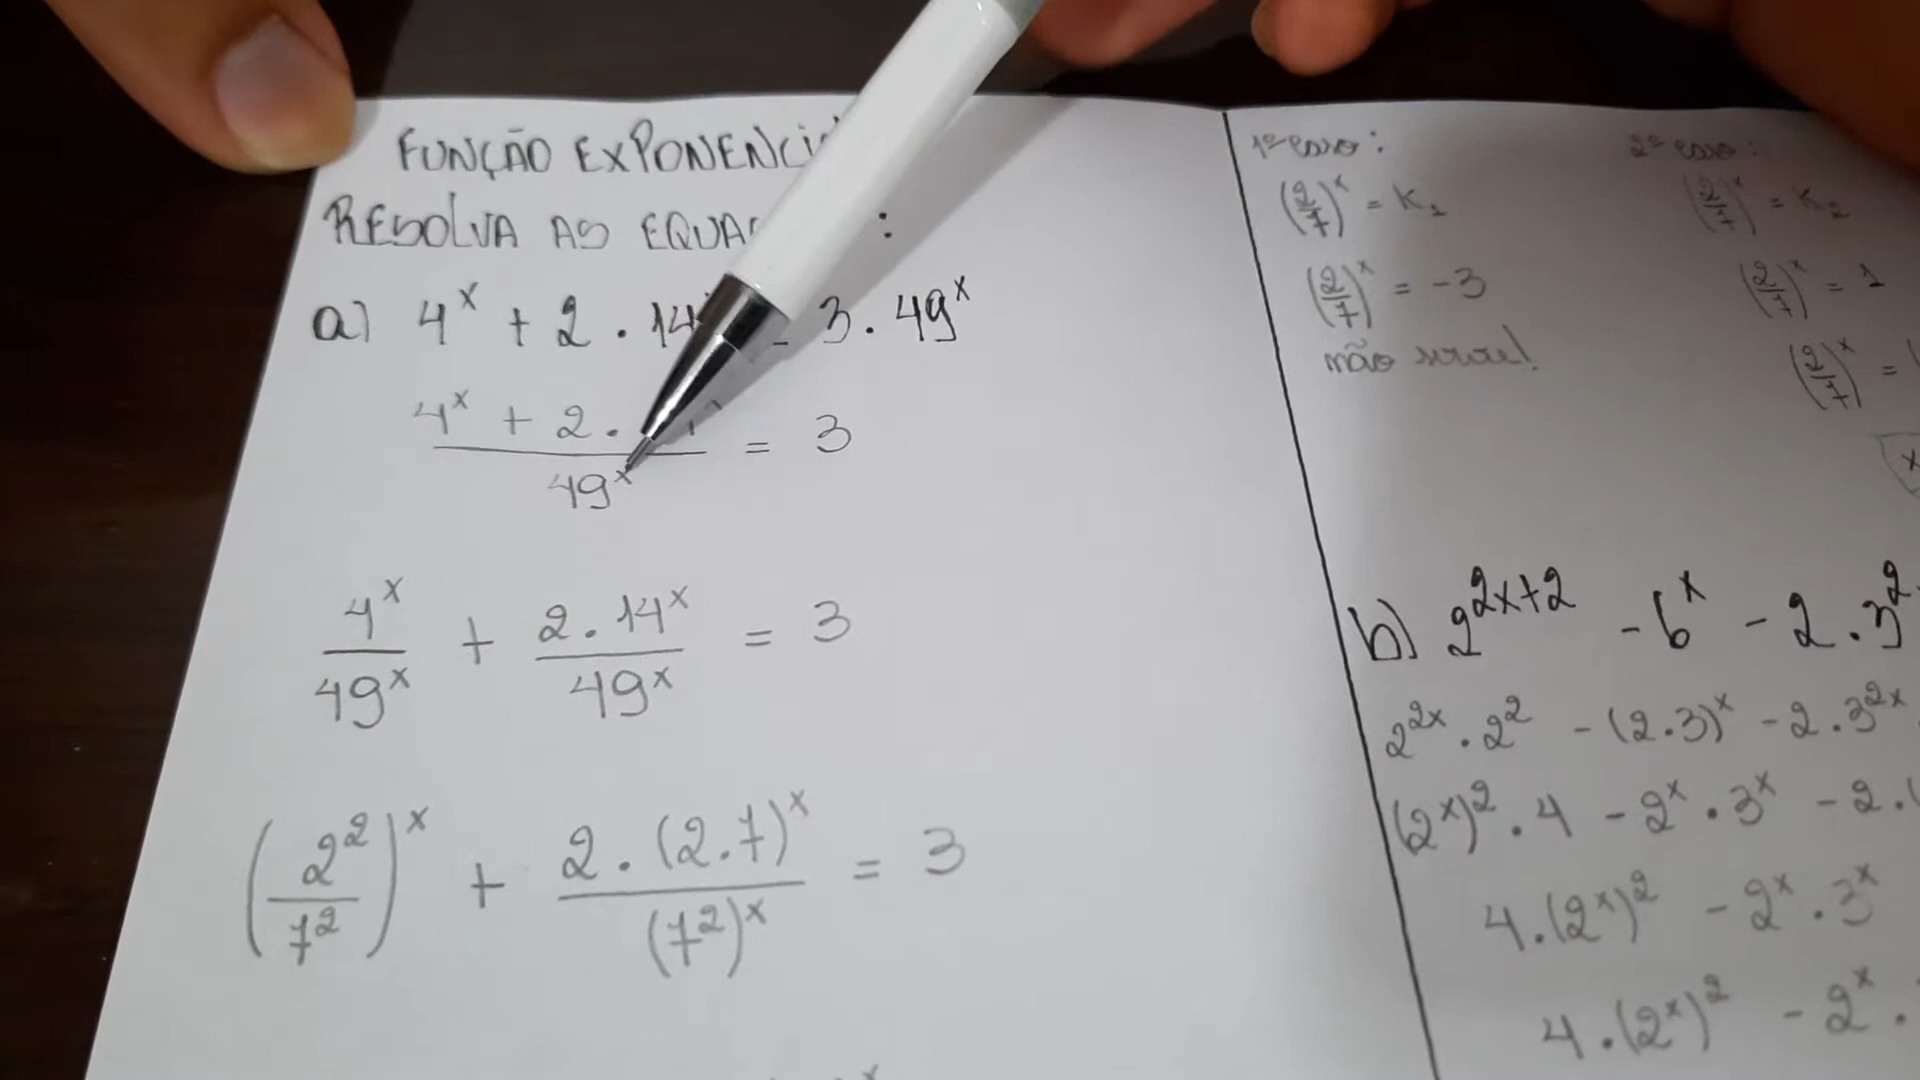 FUNÇÃO EXPONENCI
RESOLVA AS EQUA :
a) 4^x + 2 . 14 = 3 . 49^x
4^x + 2 .
49^x
= 3
4^x/49^x + 2 . 14^x/49^x = 3
(2^2/7^2)^x + 2 . (2.7)^x/(7^2)^x = 3
1º caso :
(2/7)^x = K₁
(2/7)^x = -3
não serve!
2º caso :
(2/7)^x = K₂
(2/7)^x = 1
(2/7)^x =
x
b) 2^(2x+2) - 6^x - 2 . 3^2
2^2x . 2^2 - (2.3)^x - 2 . 3^2x
(2^x)^2 . 4 - 2^x . 3^x - 2 . (
4 . (2^x)^2 - 2^x . 3^x
4 . (2^x)^2 - 2^x .